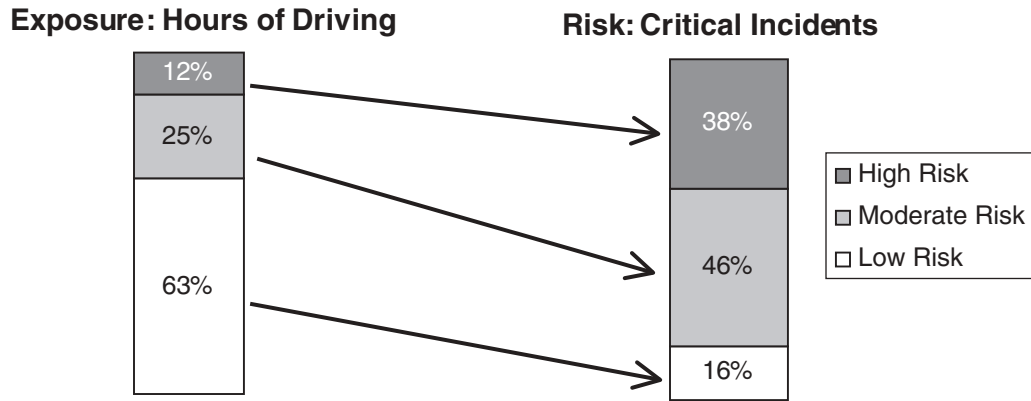 Exposure: Hours of Driving
Risk: Critical Incidents
12%
25%
63%
38%
46%
16%
High Risk
Moderate Risk
Low Risk